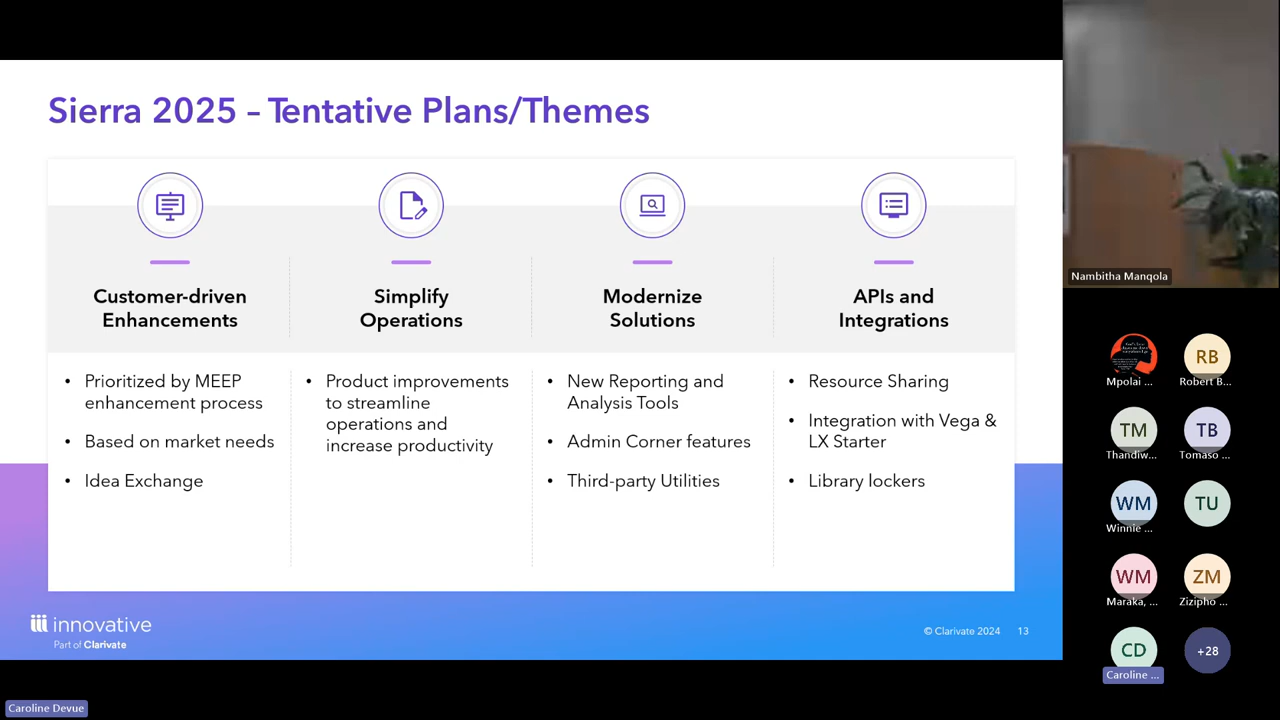 Sierra 2025 – Tentative Plans/Themes
Customer-driven
Enhancements
• Prioritized by MEEP
enhancement process
• Based on market needs
• Idea Exchange
Simplify
Operations
• Product improvements
to streamline
operations and
increase productivity
Modernize
Solutions
• New Reporting and
Analysis Tools
• Admin Corner features
• Third-party Utilities
APIs and
Integrations
• Resource Sharing
• Integration with Vega &
LX Starter
• Library lockers
iii innovative
Part of Clarivate
© Clarivate 2024 13
Caroline Devue
Nambitha Manqola
Mpolai ...
RB
Robert B...
TM
Thandiw...
TB
Tomaso ...
WM
Winnie ...
TU
WM
Maraka, ...
ZM
Zizipho ...
CD
Caroline ...
+28